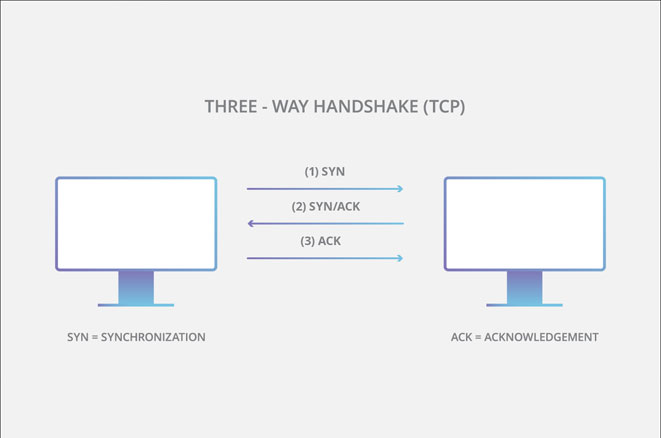 THREE - WAY HANDSHAKE (TCP)
(1) SYN
(2) SYN/ACK
(3) ACK
SYN = SYNCHRONIZATION
ACK = ACKNOWLEDGEMENT